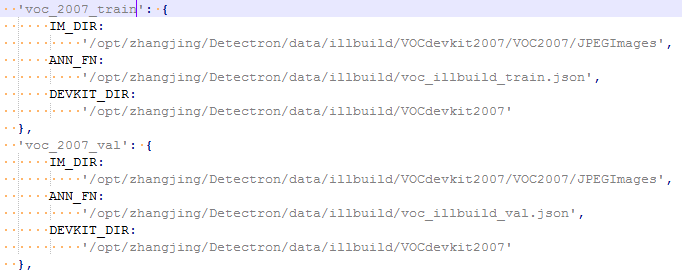 'voc_2007_train': {
IM_DIR:
'/opt/zhangjing/Detectron/data/illbuild/VOCdevkit2007/VOC2007/JPEGImages',
ANN_FN:
'/opt/zhangjing/Detectron/data/illbuild/voc_illbuild_train.json',
DEVKIT_DIR:
'/opt/zhangjing/Detectron/data/illbuild/VOCdevkit2007'
},
'voc_2007_val': {
IM_DIR:
'/opt/zhangjing/Detectron/data/illbuild/VOCdevkit2007/VOC2007/JPEGImages',
ANN_FN:
'/opt/zhangjing/Detectron/data/illbuild/voc_illbuild_val.json',
DEVKIT_DIR:
'/opt/zhangjing/Detectron/data/illbuild/VOCdevkit2007'
},